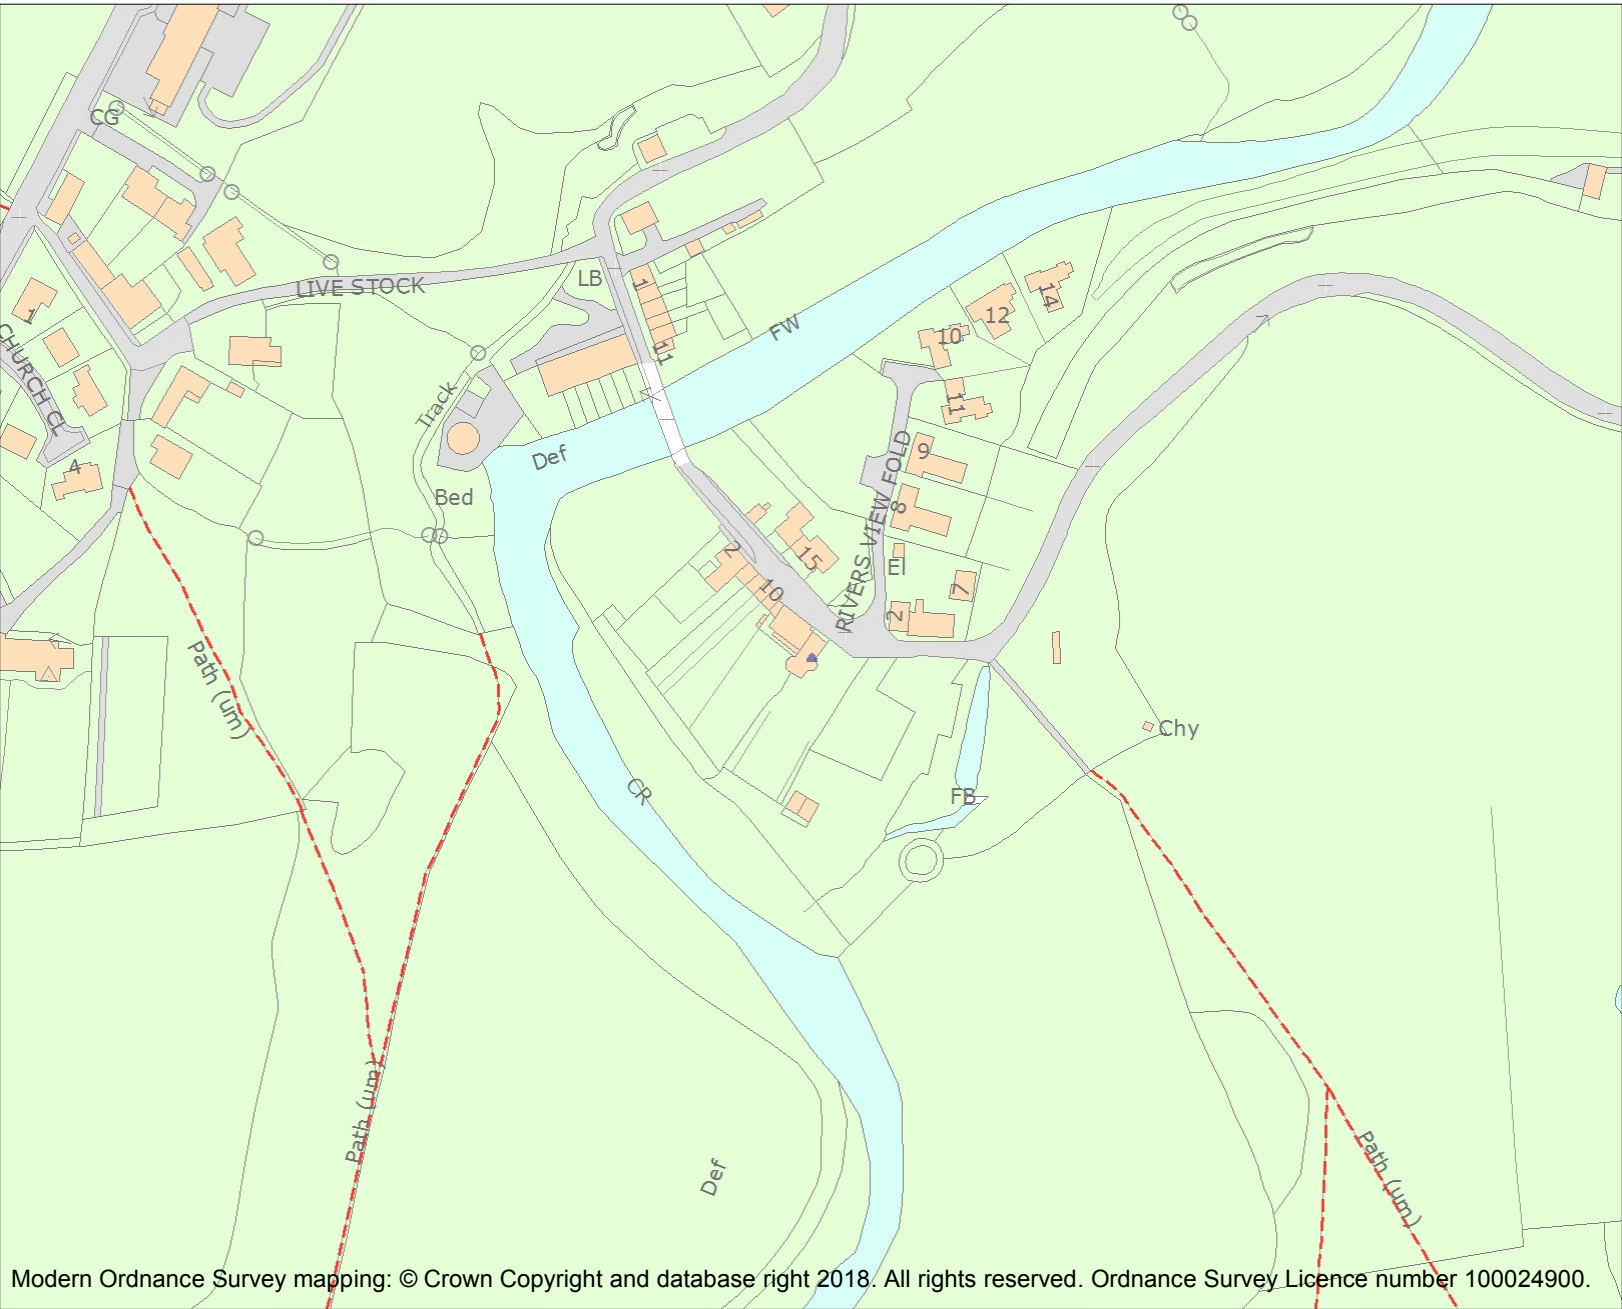 CG
LIVE STOCK
LB
1
11
FW
14
12
10
11
1
CHURCH CL
Track
9
4
Def
RIVERS VIEW FOLD
8
Bed
2
15
El
10
7
2
Path (um)
Chy
CR
FB
Path (um)
Path (um)
Def
Modern Ordnance Survey mapping: © Crown Copyright and database right 2018. All rights reserved. Ordnance Survey Licence number 100024900.